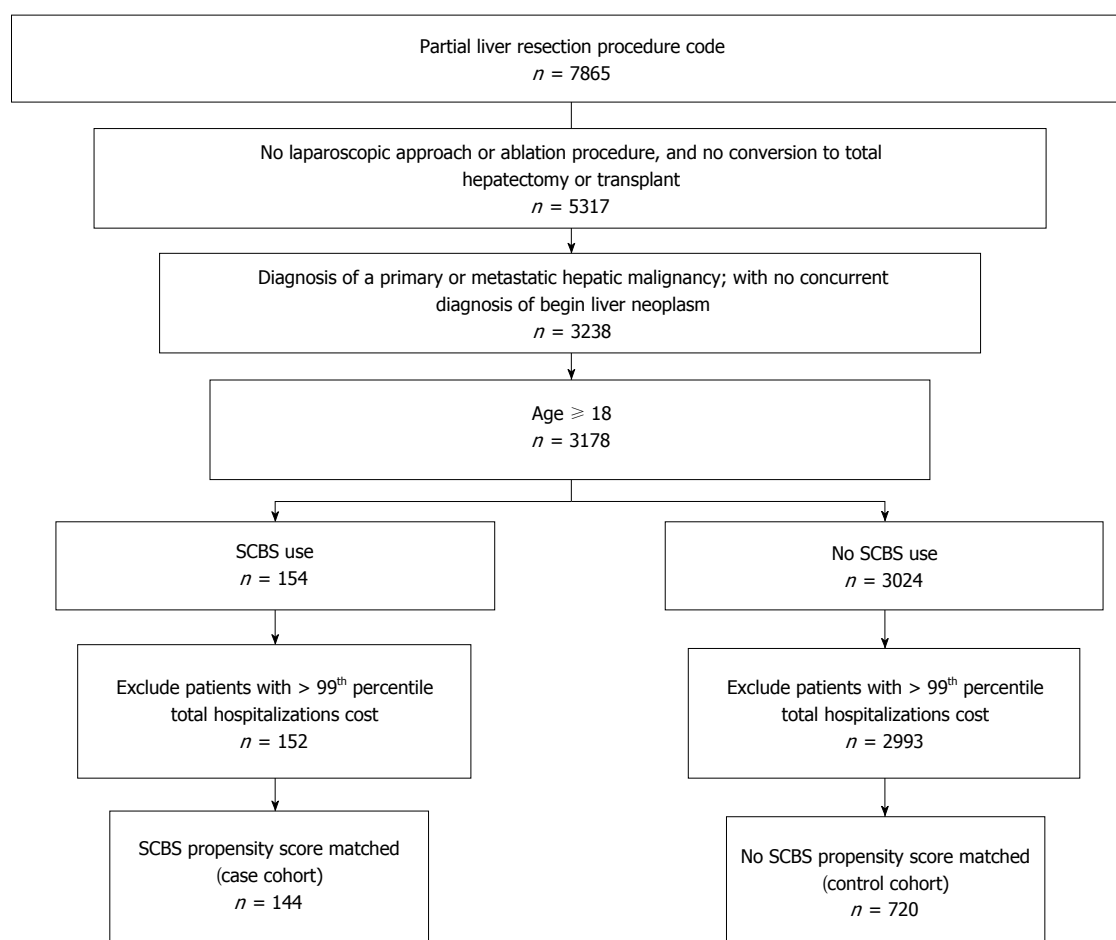 Partial liver resection procedure code
n = 7865
No laparoscopic approach or ablation procedure, and no conversion to total
hepatectomy or transplant
n = 5317
Diagnosis of a primary or metastatic hepatic malignancy; with no concurrent
diagnosis of begin liver neoplasm
n = 3238
Age ≥ 18
n = 3178
SCBS use
n = 154
No SCBS use
n = 3024
Exclude patients with > 99th percentile
total hospitalizations cost
n = 152
Exclude patients with > 99th percentile
total hospitalizations cost
n = 2993
SCBS propensity score matched
(case cohort)
n = 144
No SCBS propensity score matched
(control cohort)
n = 720